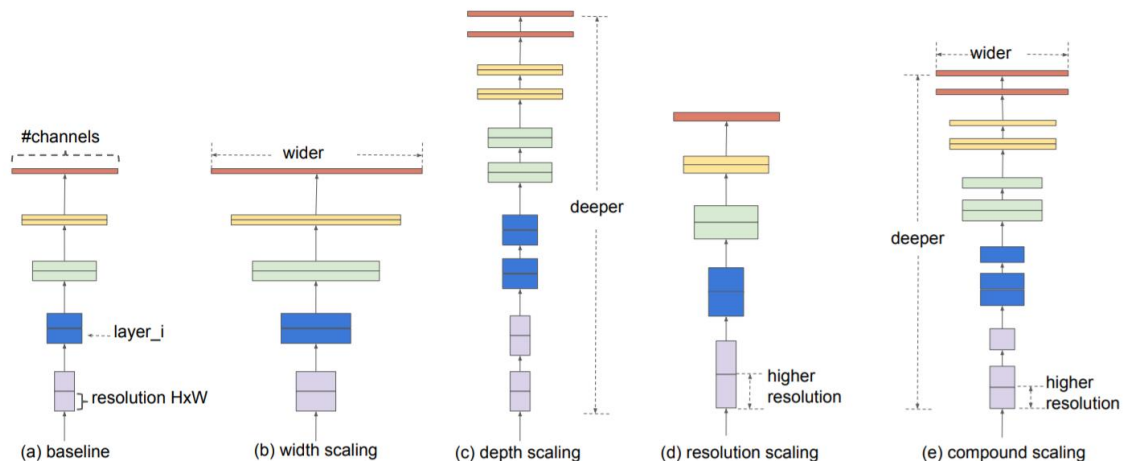 #channels
layer_i
resolution HxW
(a) baseline
wider
(b) width scaling
deeper
(c) depth scaling
higher
resolution
(d) resolution scaling
wider
deeper
higher
resolution
(e) compound scaling